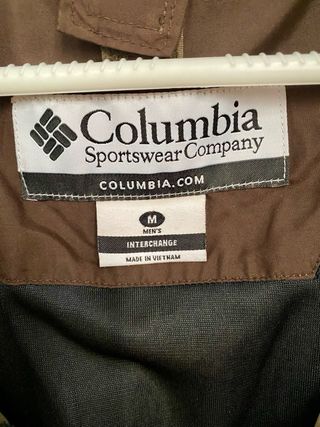 Columbia
Sportswear Company
COLUMBIA.COM
M
MEN'S
INTERCHANGE
MADE IN VIETNAM